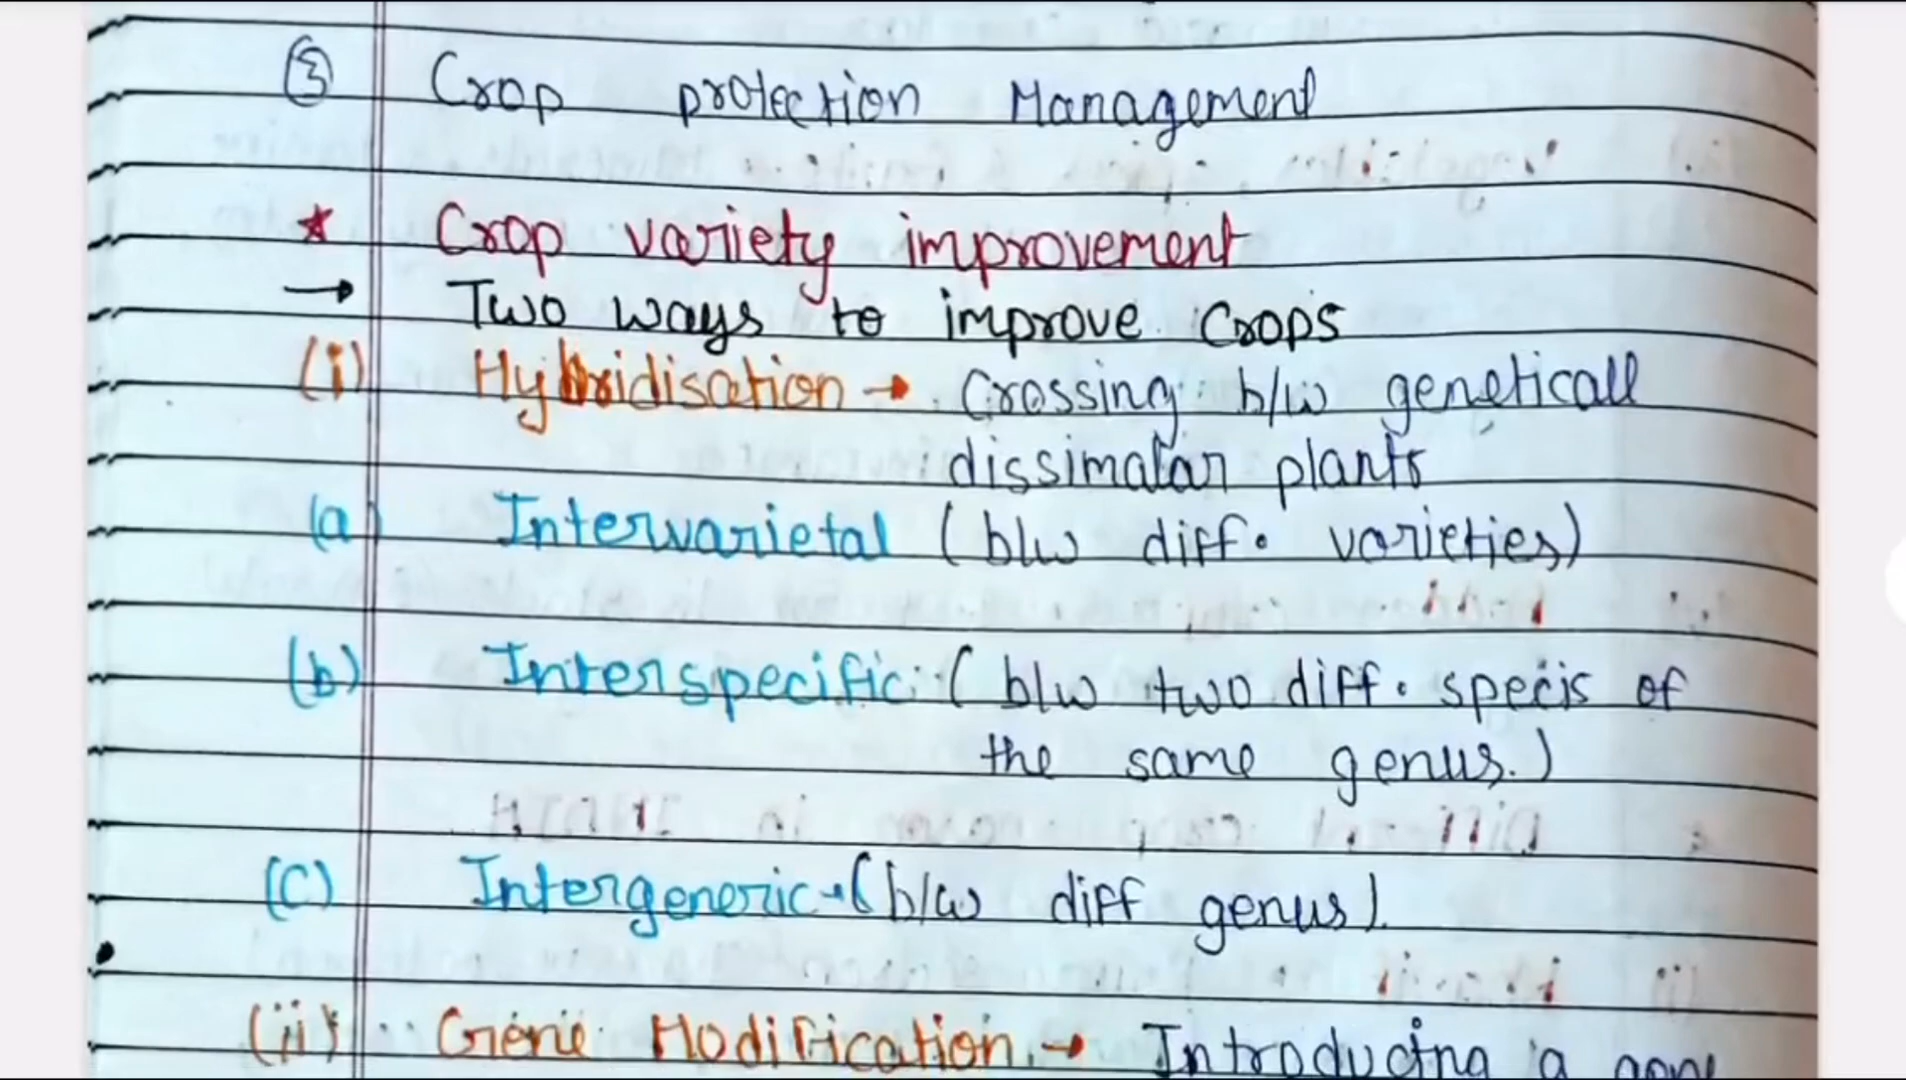 ③ Crop protection Management
★ Crop variety improvement
→ Two ways to improve Crops
(i) Hybridisation → Crossing b/w geneticall
dissimalar plants
(a) Intervarietal (b/w diff. varieties)
(b) Interspecific (b/w two diff. specis of
the same genus.)
(C) Intergeneric → (b/w diff genus).
(ii) Gene Modification → Introducing a gene